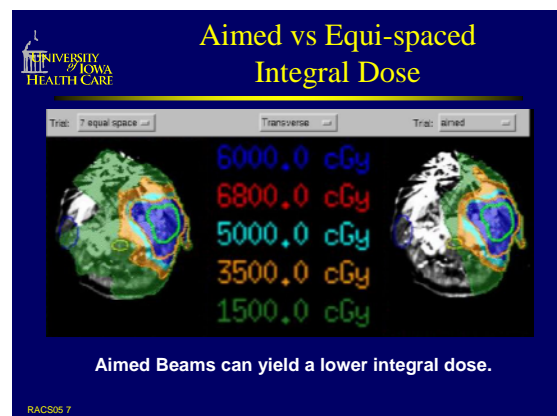 Aimed vs Equi-spaced
Integral Dose
UNIVERSITY
of IOWA
HEALTH CARE
Trial: 7 equal space
Transverse
Trial: aimed
6000.0 cGy
6800.0 cGy
5000.0 cGy
3500.0 cGy
1500.0 cGy
Aimed Beams can yield a lower integral dose.
RACS05 7